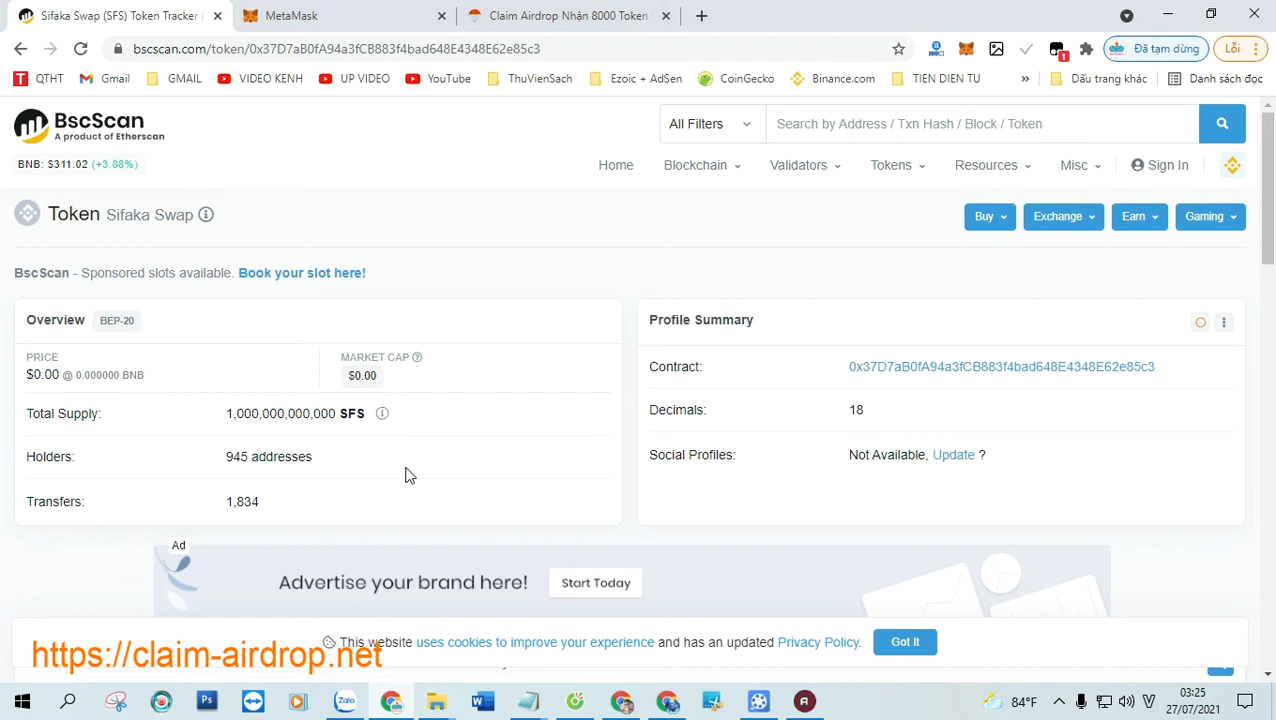 Sifaka Swap (SFS) Token Tracker
MetaMask
Claim Airdrop Nhận 8000 Token
bscscan.com/token/0x37D7aB0fA94a3fCB883f4bad648E4348E62e85c3
1
Đã tạm dừng
Lỗi
T QTHT
Gmail
GMAIL
VIDEO KENH
UP VIDEO
YouTube
ThuVienSach
Ezoic + AdSen
CoinGecko
Binance.com
TIEN DIEN TU
»
Dấu trang khác
Danh sách đọc
BscScan
A product of Etherscan
All Filters
Search by Address / Txn Hash / Block / Token
BNB: $311.02 (+3.88%)
Home
Blockchain
Validators
Tokens
Resources
Misc
Sign In
Token Sifaka Swap
Buy
Exchange
Earn
Gaming
BscScan - Sponsored slots available. Book your slot here!
Overview BEP-20
PRICE
$0.00 @ 0.000000 BNB
MARKET CAP
$0.00
Total Supply: 1,000,000,000,000 SFS
Holders: 945 addresses
Transfers: 1,834
Profile Summary
Contract: 0x37D7aB0fA94a3fCB883f4bad648E4348E62e85c3
Decimals: 18
Social Profiles: Not Available, Update ?
Ad
Advertise your brand here!
Start Today
This website uses cookies to improve your experience and has an updated Privacy Policy.
Got It
https://claim-airdrop.net
Ps
Zalo
W
A
84°F
V
03:25
27/07/2021